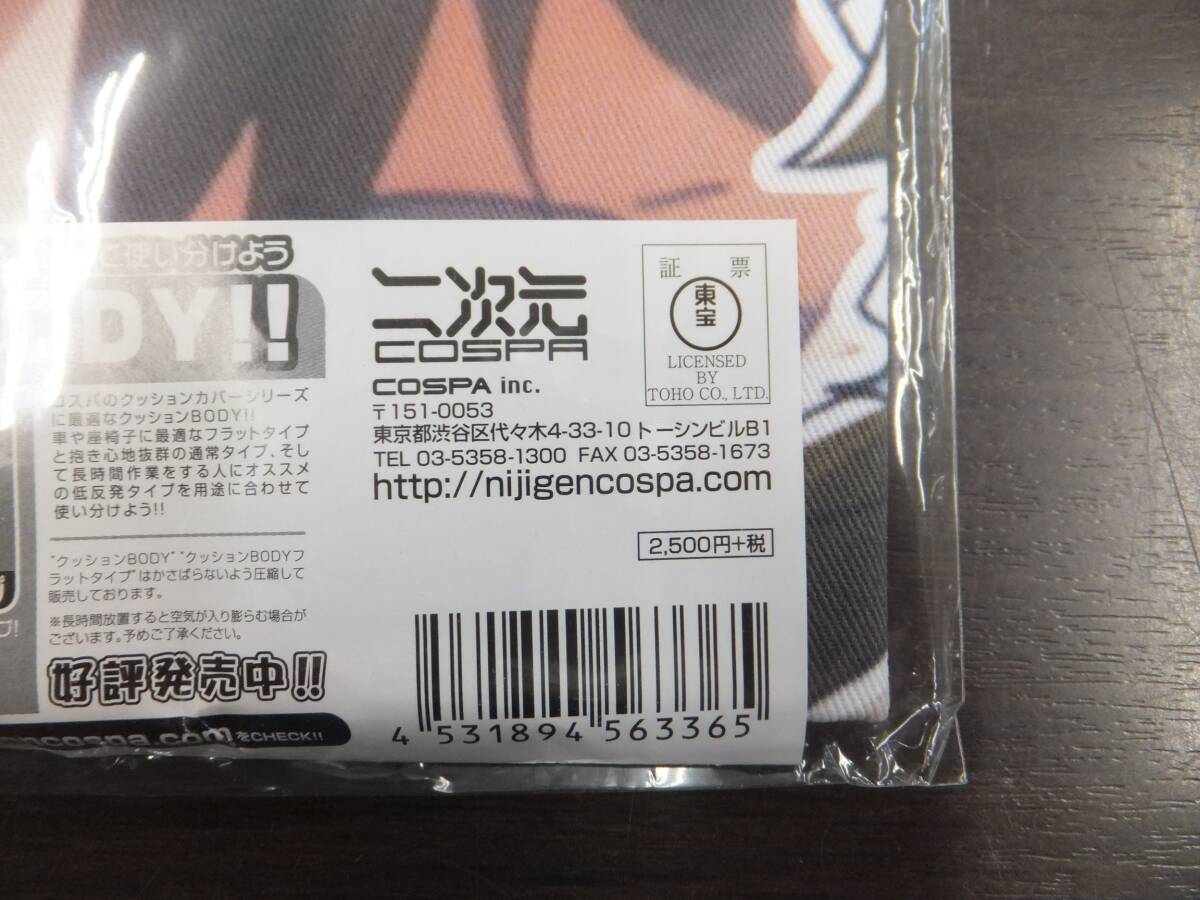 で使い分けよう
DY!!
コスパのクッションカバーシリーズ
に最適なクッションBODY!!
車や座椅子に最適なフラットタイプ
と抱き心地抜群の通常タイプ、そし
て長時間作業をする人にオススメ
の低反発タイプを用途に合わせて
使い分けよう!!
"クッションBODY" "クッションBODYフ
ラットタイプ"はかさばらないよう圧縮して
販売しております。
※長時間放置すると空気が入り膨らむ場合が
ございます。予めご了承ください。
好評発売中!!
ncospa.comをCHECK!!
二次元
COSPA
COSPA inc.
〒151-0053
東京都渋谷区代々木4-33-10 トーシンビルB1
TEL 03-5358-1300 FAX 03-5358-1673
http://nijigencospa.com
証 票
東宝
LICENSED
BY
TOHO CO., LTD.
2,500円+税
4 531894 563365